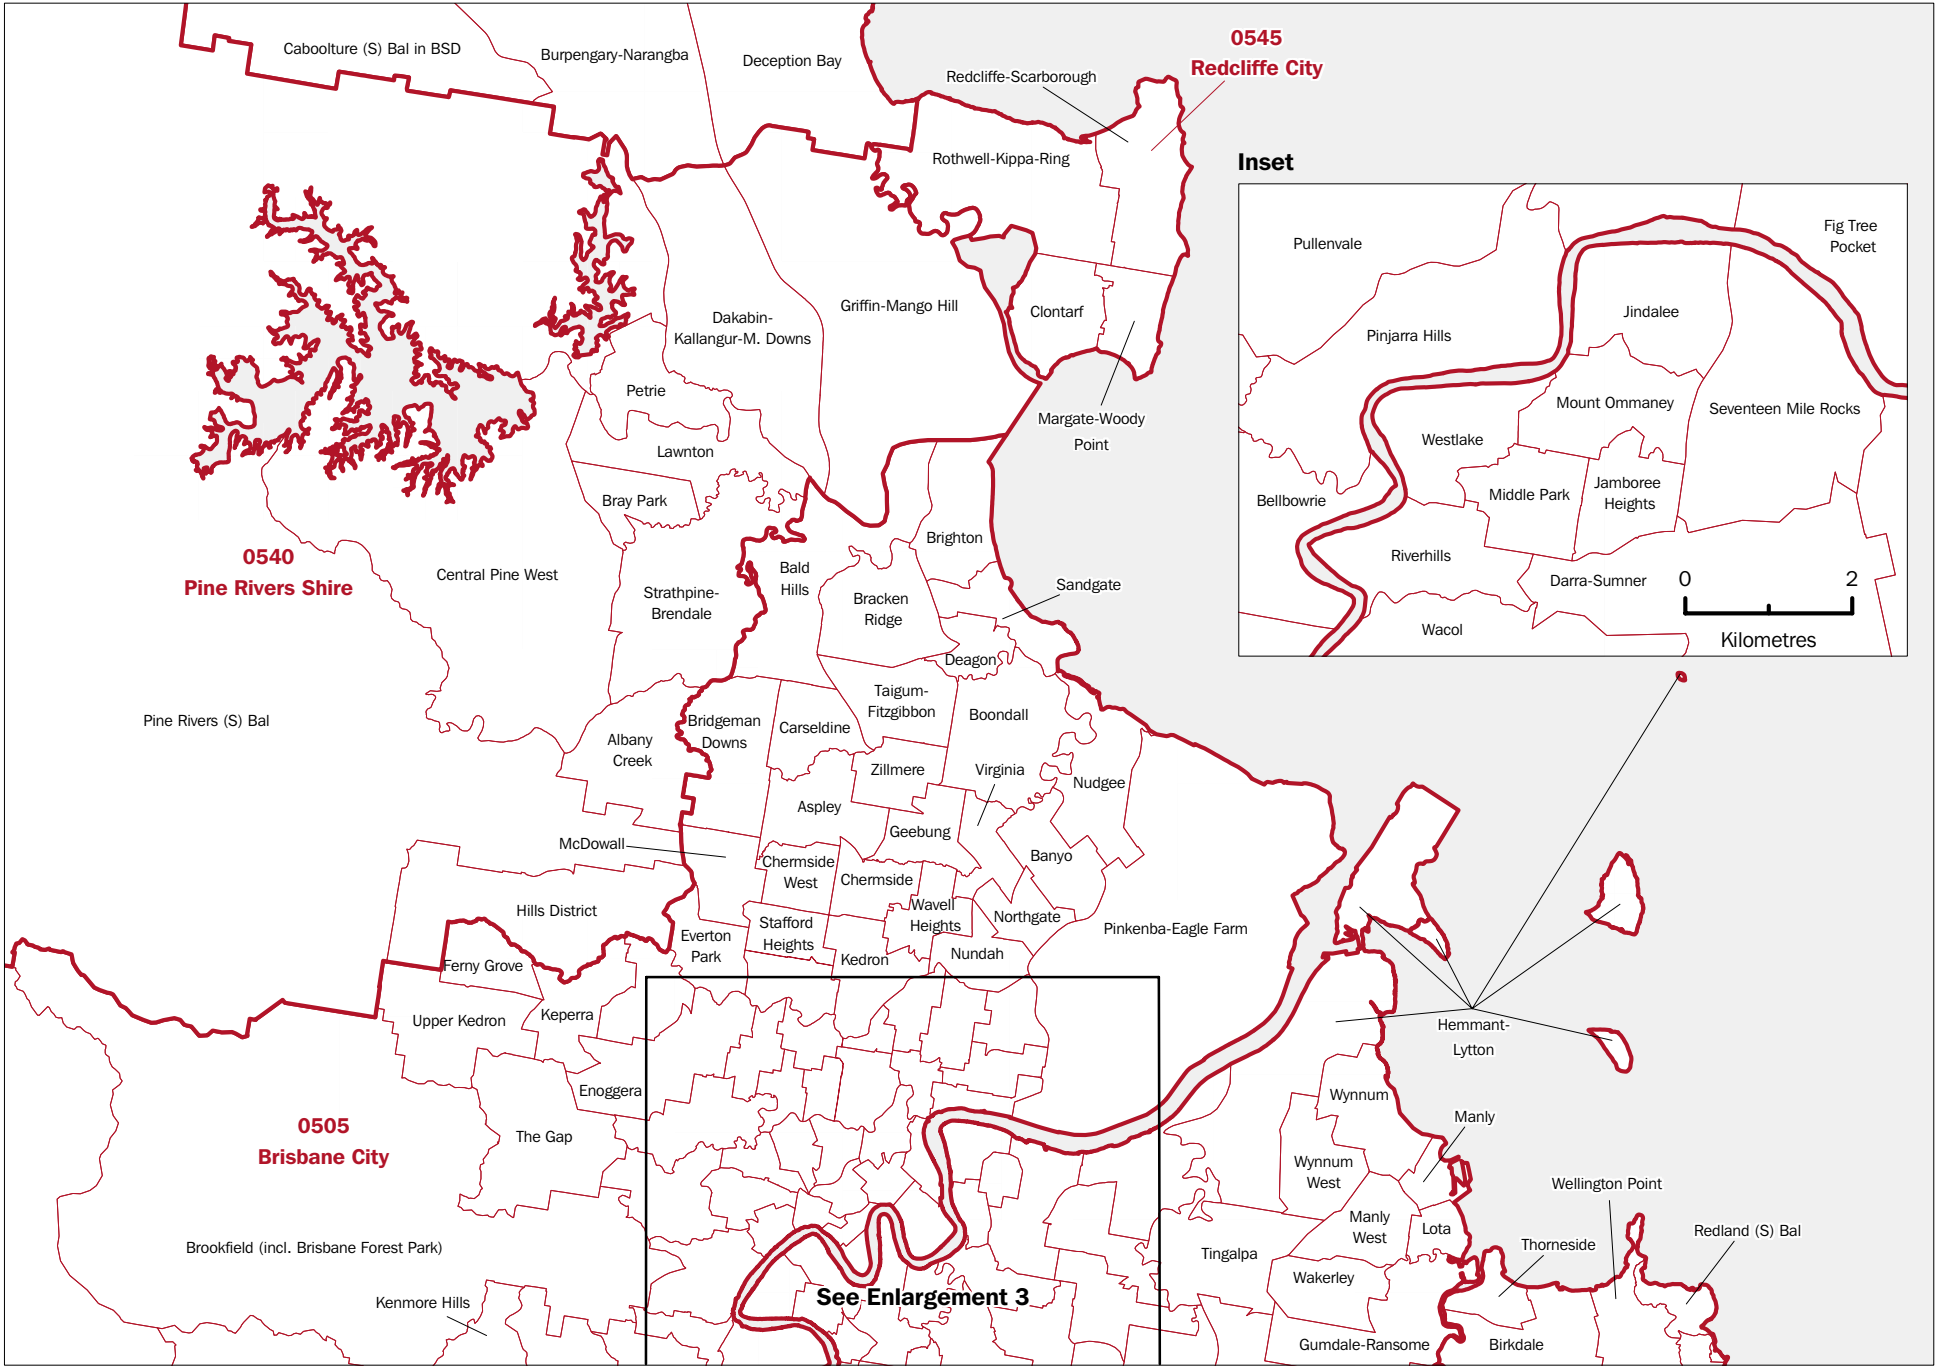 Caboolture (S) Bal in BSD
Burpengary-Narangba
Deception Bay
Redcliffe-Scarborough
0545
Redcliffe City
Rothwell-Kippa-Ring
Inset
Pullenvale
Fig Tree
Pocket
Pinjarra Hills
Jindalee
Mount Ommaney
Seventeen Mile Rocks
Westlake
Bellbowrie
Middle Park
Jamboree
Heights
Riverhills
Darra-Sumner
Wacol
0
2
Kilometres
Griffin-Mango Hill
Clontarf
Dakabin-
Kallangur-M. Downs
Petrie
Margate-Woody
Point
Lawnton
Bray Park
Brighton
0540
Pine Rivers Shire
Central Pine West
Bald
Hills
Sandgate
Strathpine-
Brendale
Bracken
Ridge
Deagon
Taigum-
Fitzgibbon
Pine Rivers (S) Bal
Bridgeman
Downs
Carseldine
Boondall
Albany
Creek
Zillmere
Virginia
Nudgee
Aspley
Geebung
McDowall
Banyo
Chermside
West
Chermside
Hills District
Wavell
Heights
Northgate
Stafford
Heights
Pinkenba-Eagle Farm
Everton
Park
Kedron
Nundah
Ferny Grove
Upper Kedron
Keperra
Hemmant-
Lytton
Enoggera
Wynnum
Manly
0505
Brisbane City
The Gap
Wynnum
West
Wellington Point
Manly
West
Lota
Redland (S) Bal
Brookfield (incl. Brisbane Forest Park)
Tingalpa
Thorneside
Wakerley
See Enlargement 3
Kenmore Hills
Gumdale-Ransome
Birkdale